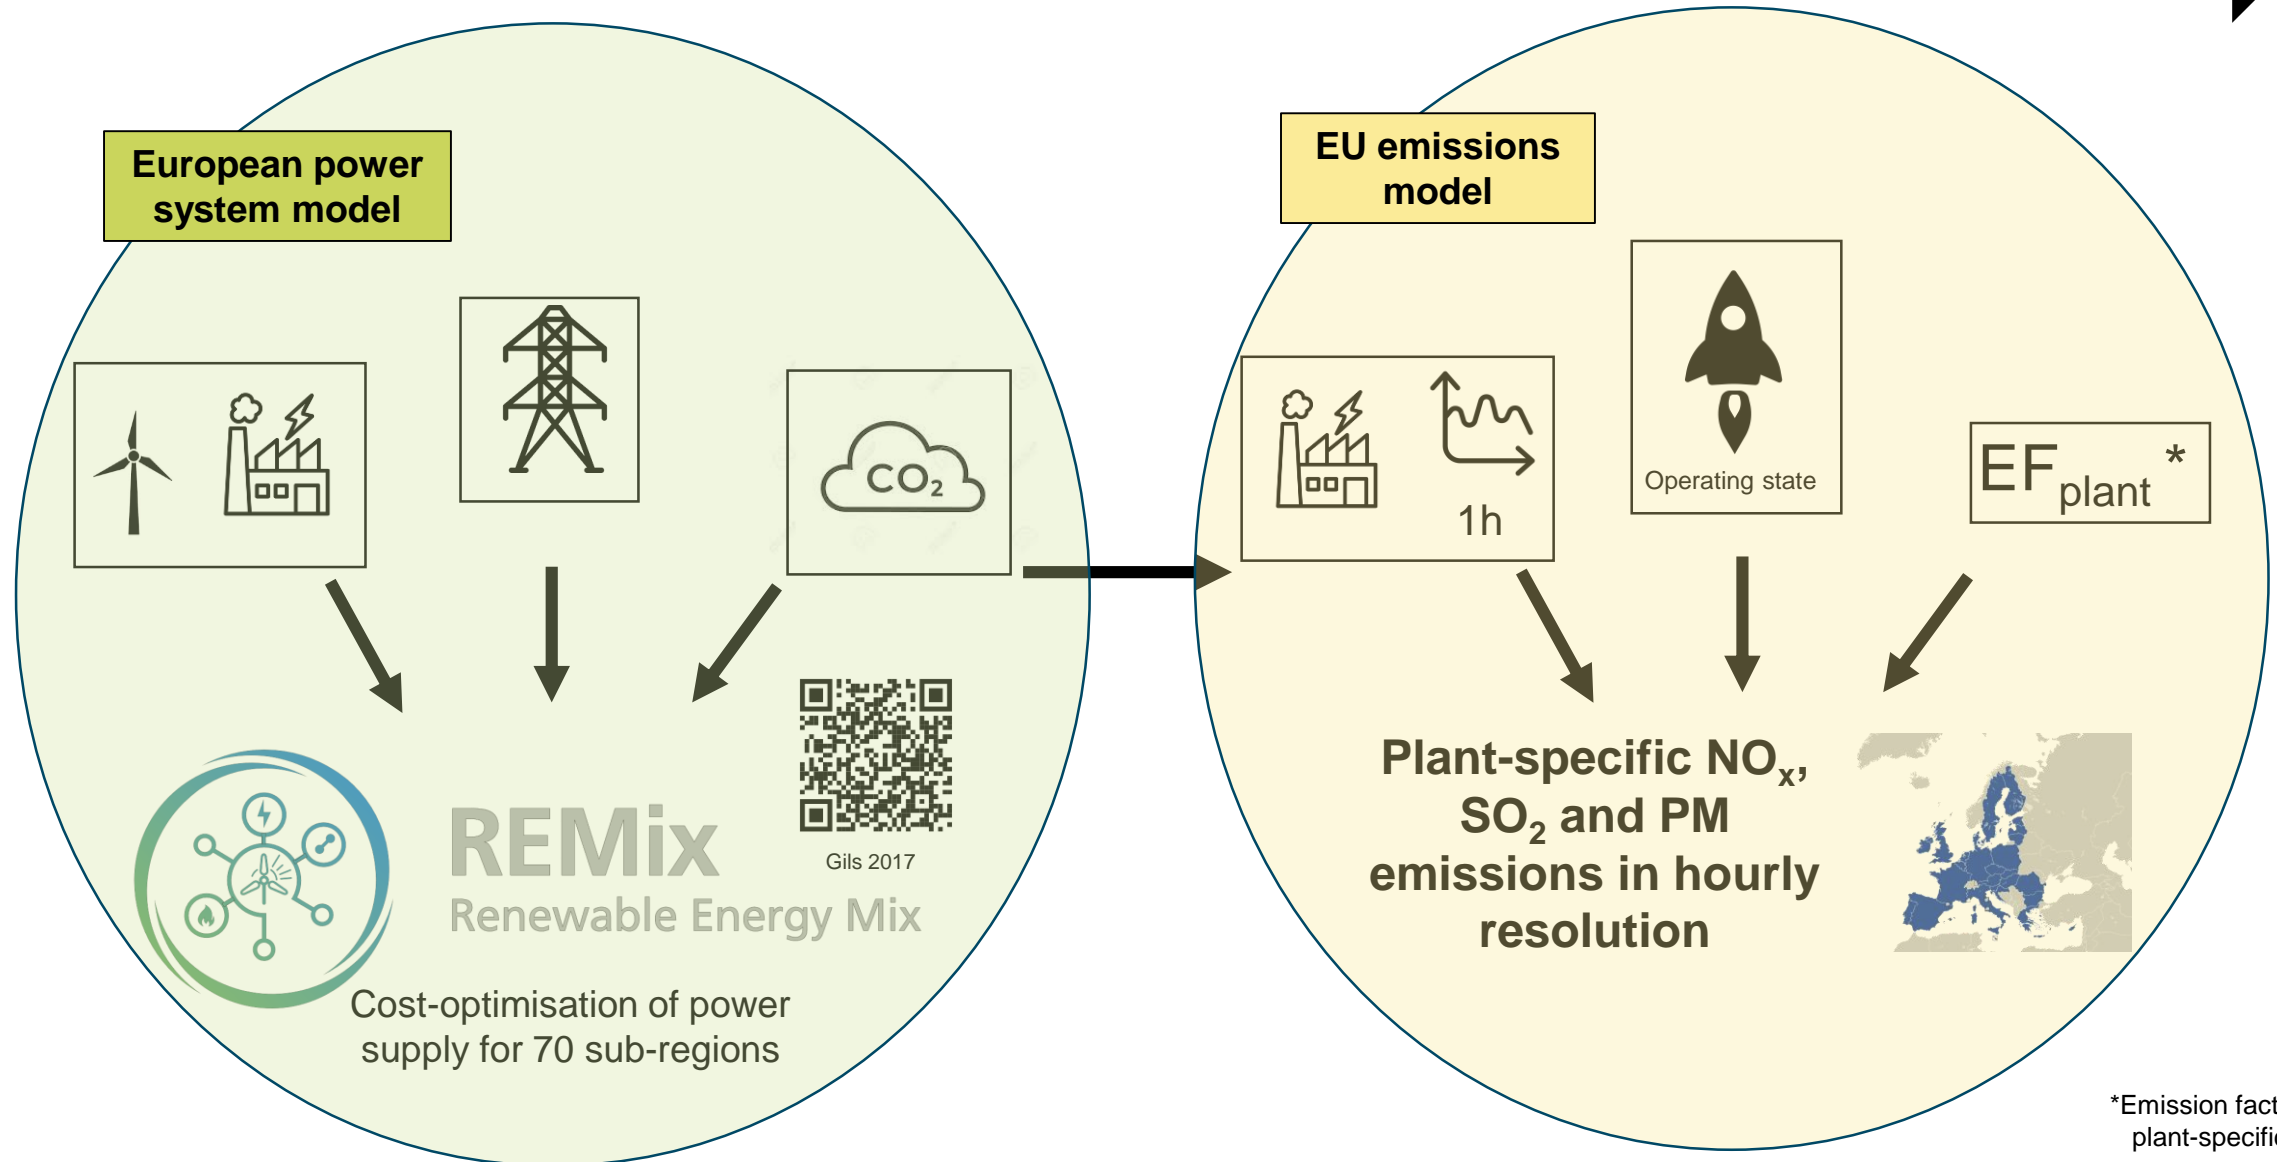 European power
system model
CO2
REMix
Renewable Energy Mix
Gils 2017
Cost-optimisation of power
supply for 70 sub-regions
EU emissions
model
1h
Operating state
EFplant*
Plant-specific NOx,
SO2 and PM
emissions in hourly
resolution
*Emission fact
plant-specific